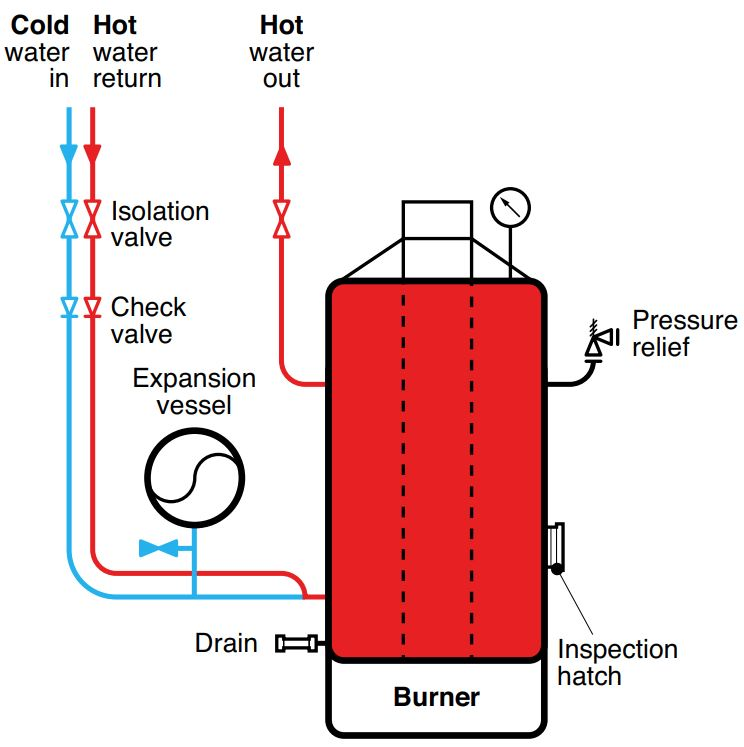 Cold
water
in
Hot
water
return
Hot
water
out
Isolation
valve
Check
valve
Expansion
vessel
Pressure
relief
Drain
Inspection
hatch
Burner